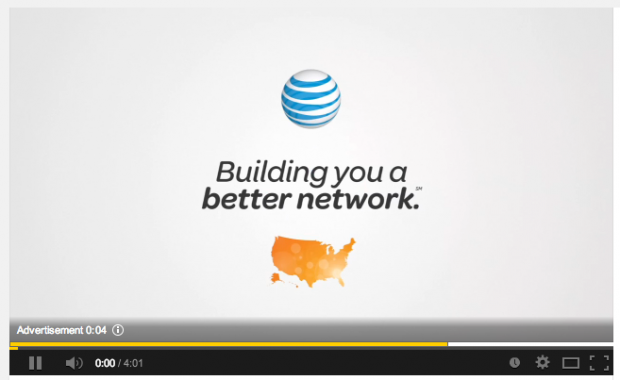 Building you a
better network.℠
Advertisement 0:04
0:00 / 4:01